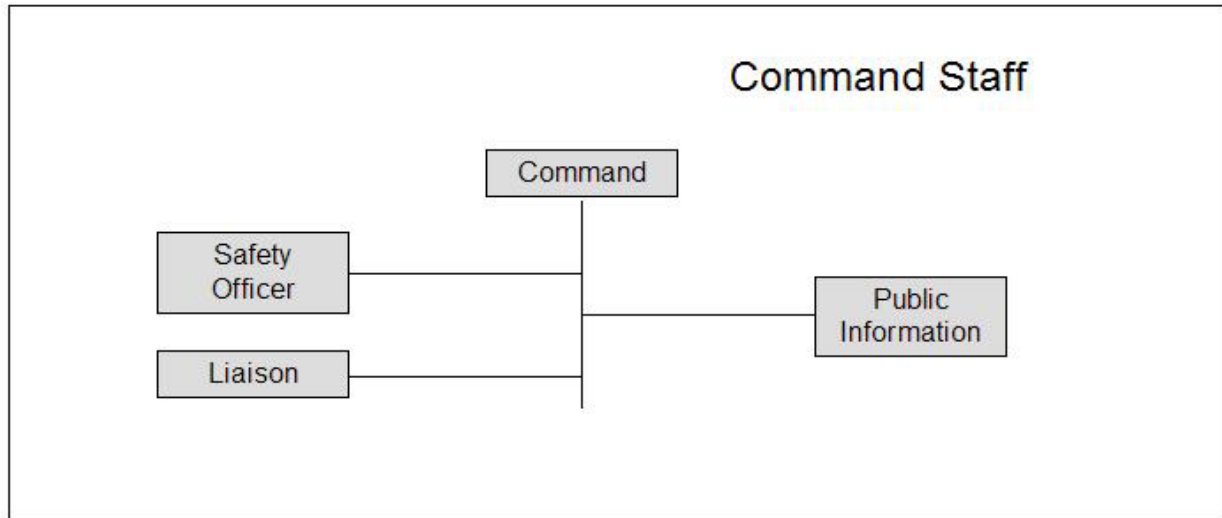 Command Staff
Command
Safety
Officer
Public
Information
Liaison